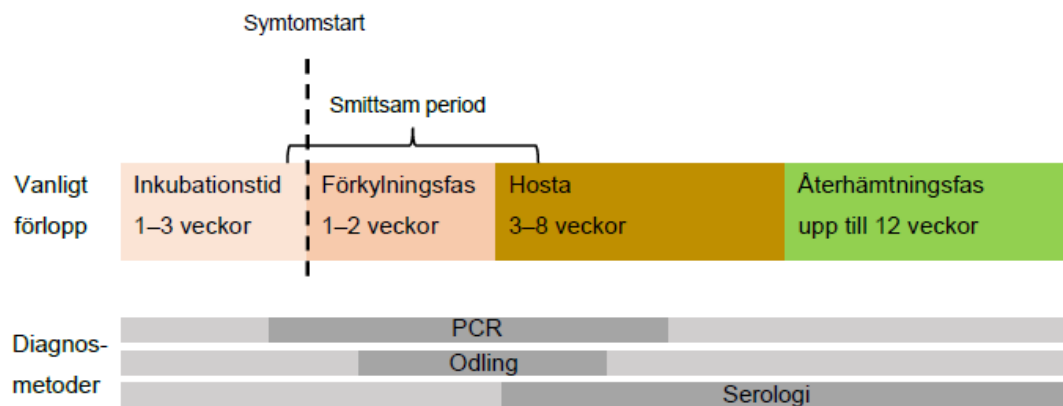 Symtomstart
Smittsam period
Vanligt
förlopp
Inkubationstid
1–3 veckor
Förkylningsfas
1–2 veckor
Hosta
3–8 veckor
Återhämtningsfas
upp till 12 veckor
Diagnos-
metoder
PCR
Odling
Serologi